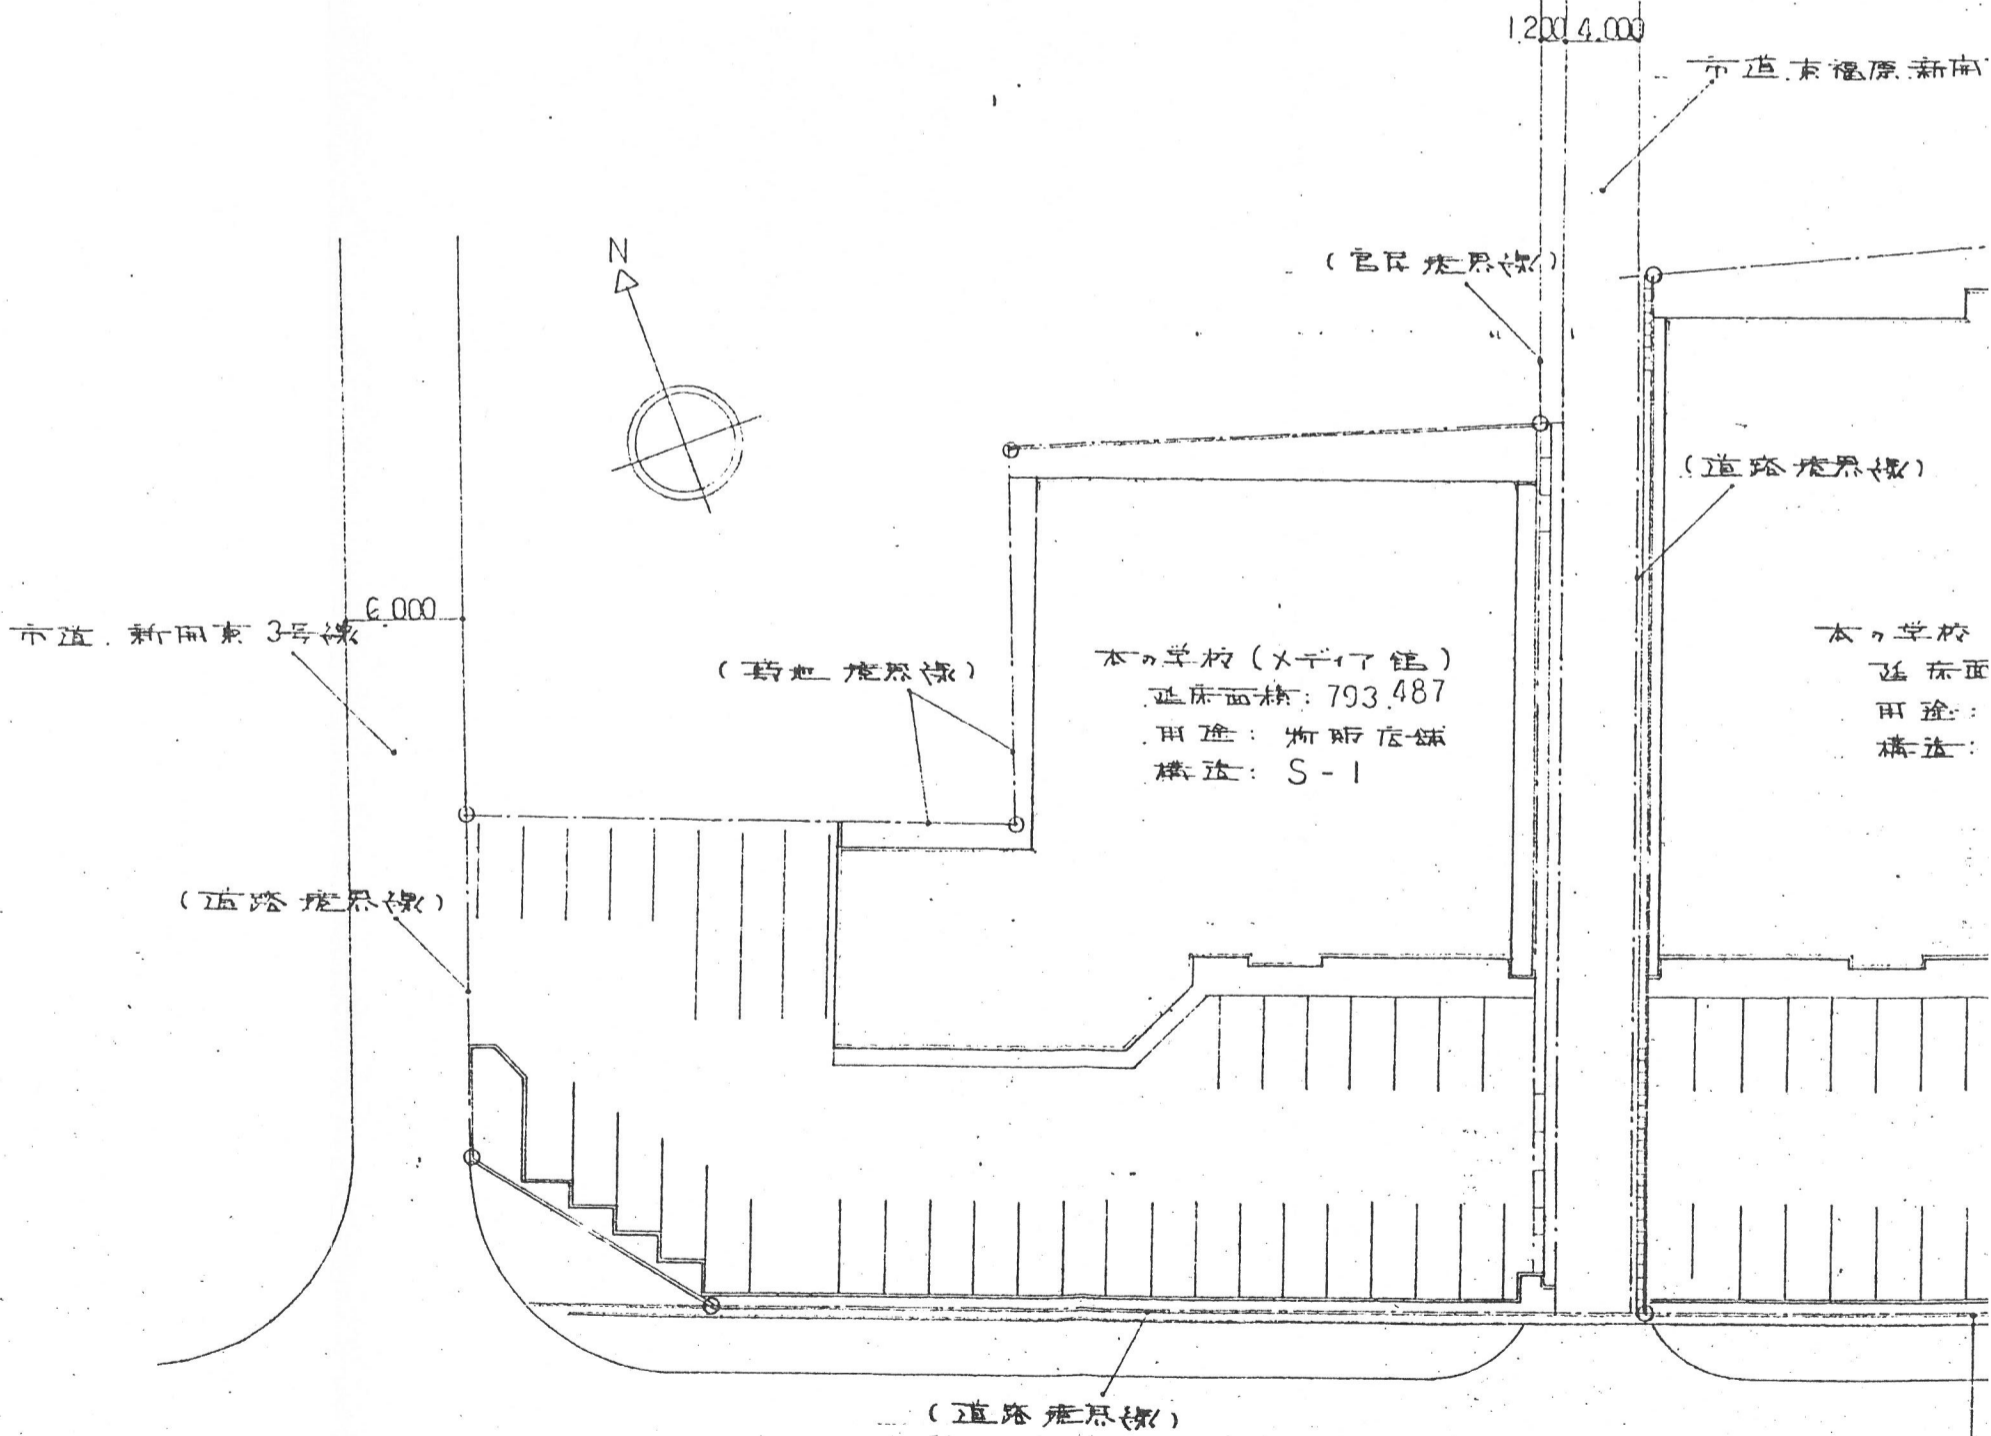 1.200 4.000
市道.東福原.新開
N
(官民境界線)
(道路境界線)
6.000
市道.新開東3号線
(隣地境界線)
本の学校(メディア館)
延床面積: 793.487
用途: 物販店舗
構造: S-1
本の学校
延床面
用途:
構造:
(道路境界線)
(道路境界線)